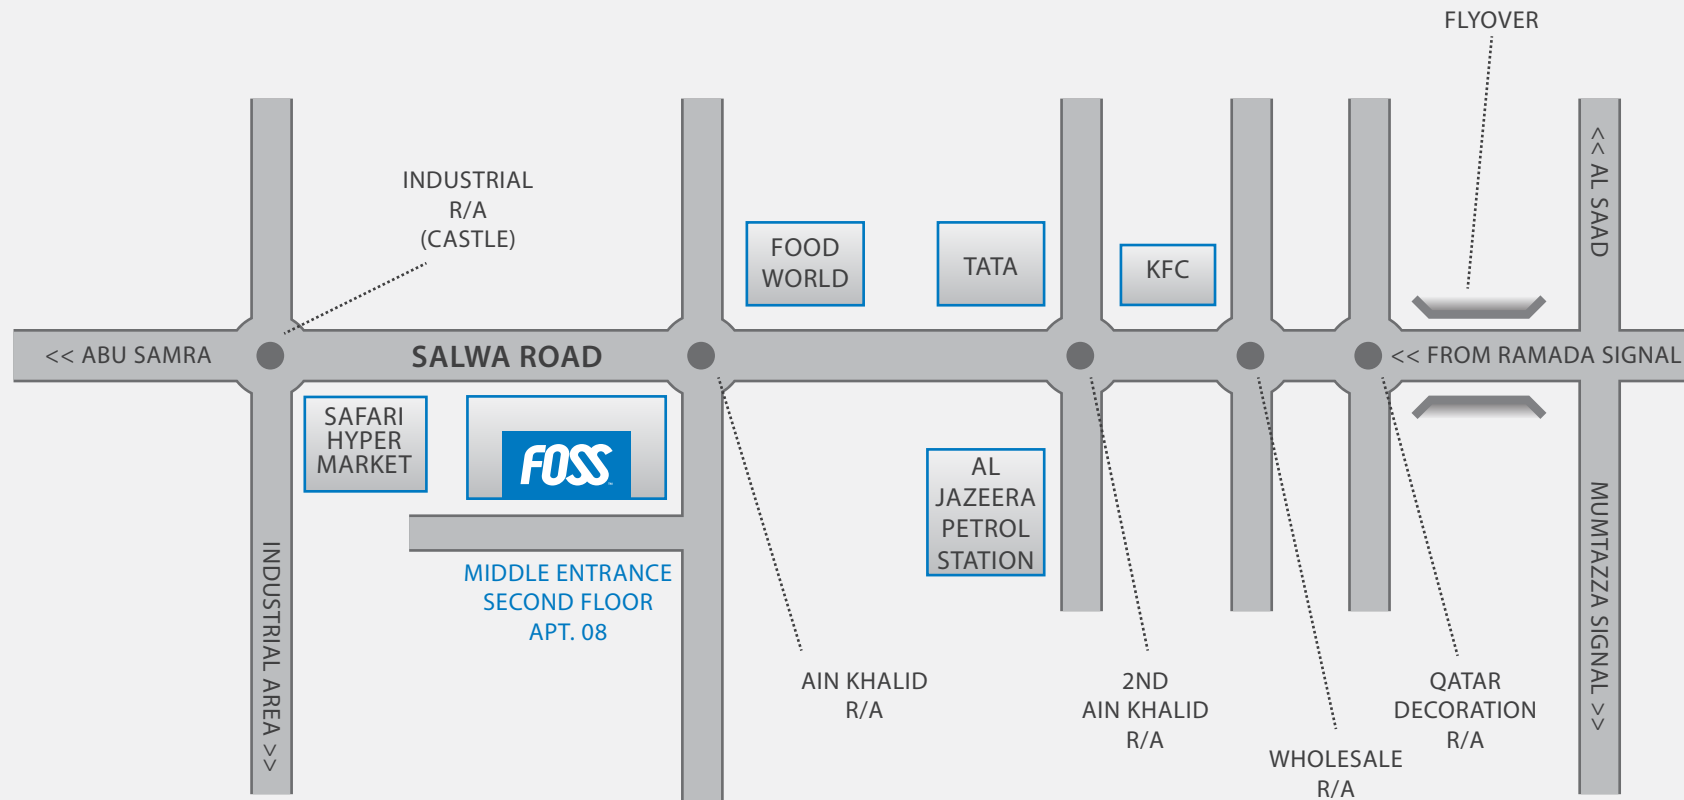 FLYOVER
<< AL SAAD
INDUSTRIAL
R/A
(CASTLE)
FOOD
WORLD
TATA
KFC
<< ABU SAMRA
SALWA ROAD
<< FROM RAMADA SIGNAL
SAFARI
HYPER
MARKET
FOSS
AL
JAZEERA
PETROL
STATION
MIDDLE ENTRANCE
SECOND FLOOR
APT. 08
INDUSTRIAL AREA >>
MUMTAZZA SIGNAL >>
AIN KHALID
R/A
2ND
AIN KHALID
R/A
WHOLESALE
R/A
QATAR
DECORATION
R/A